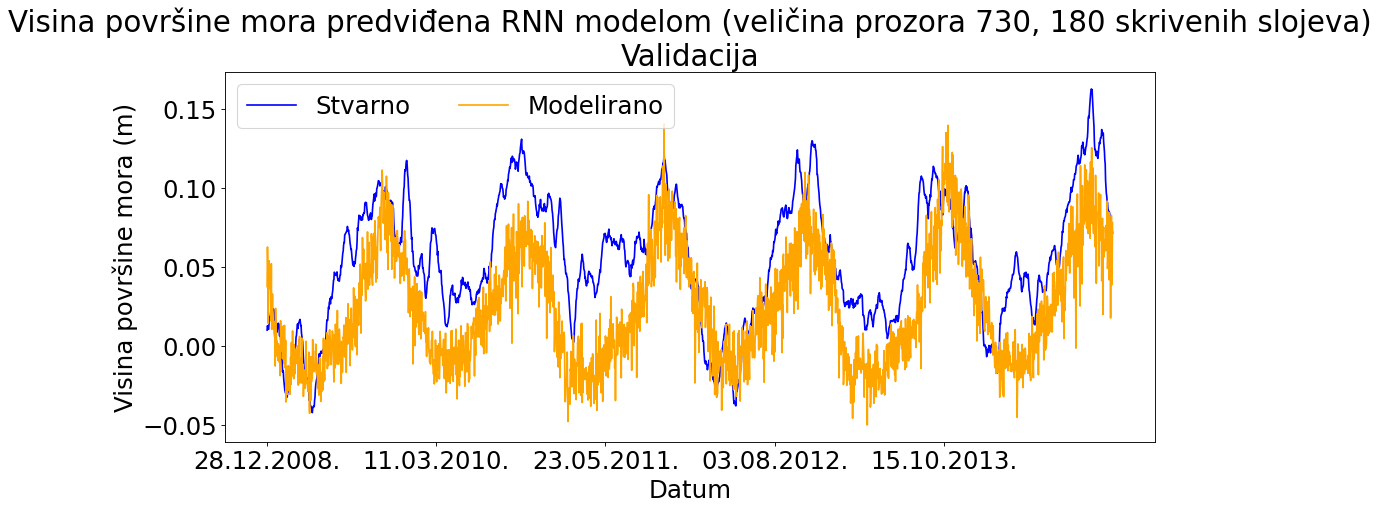 Visina površine mora predviđena RNN modelom (veličina prozora 730, 180 skrivenih slojeva)
Validacija
Stvarno
Modelirano
Visina površine mora (m)
0.15
0.10
0.05
0.00
−0.05
28.12.2008.
11.03.2010.
23.05.2011.
03.08.2012.
15.10.2013.
Datum